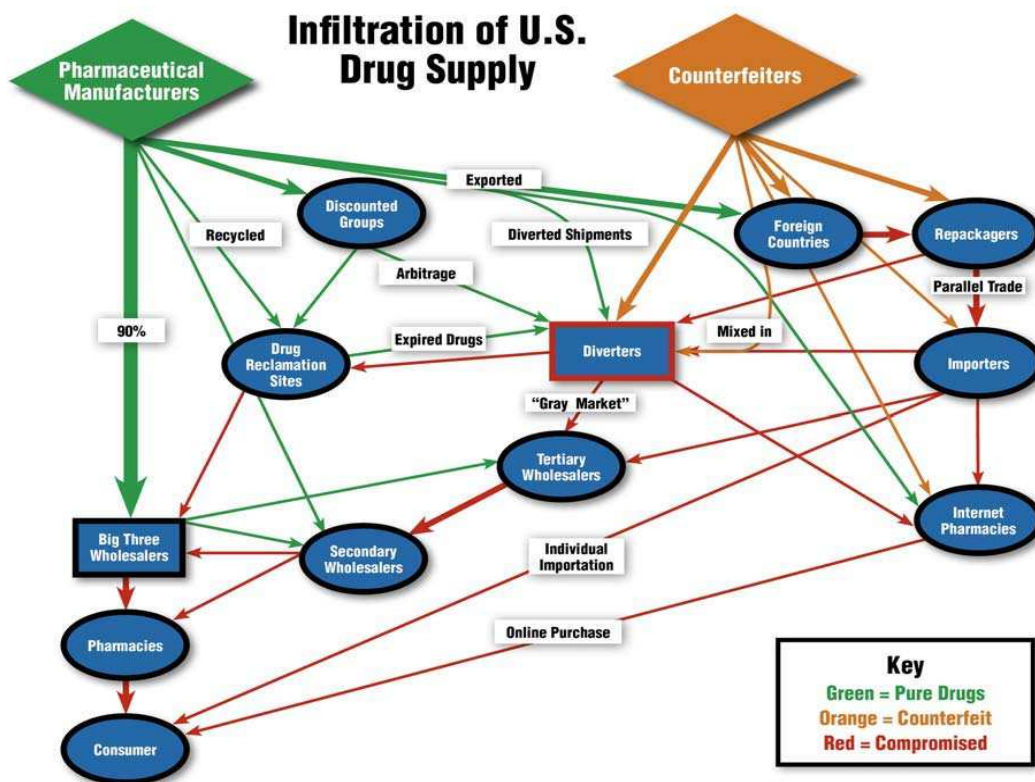 Infiltration of U.S.
Drug Supply
Pharmaceutical
Manufacturers
Counterfeiters
Exported
Discounted
Groups
Recycled
Diverted Shipments
Foreign
Countries
Repackagers
Arbitrage
Parallel Trade
90%
Expired Drugs
Mixed in
Drug
Reclamation
Sites
Diverters
Importers
“Gray Market”
Tertiary
Wholesalers
Internet
Pharmacies
Big Three
Wholesalers
Secondary
Wholesalers
Individual
Importation
Pharmacies
Online Purchase
Consumer
Key
Green = Pure Drugs
Orange = Counterfeit
Red = Compromised